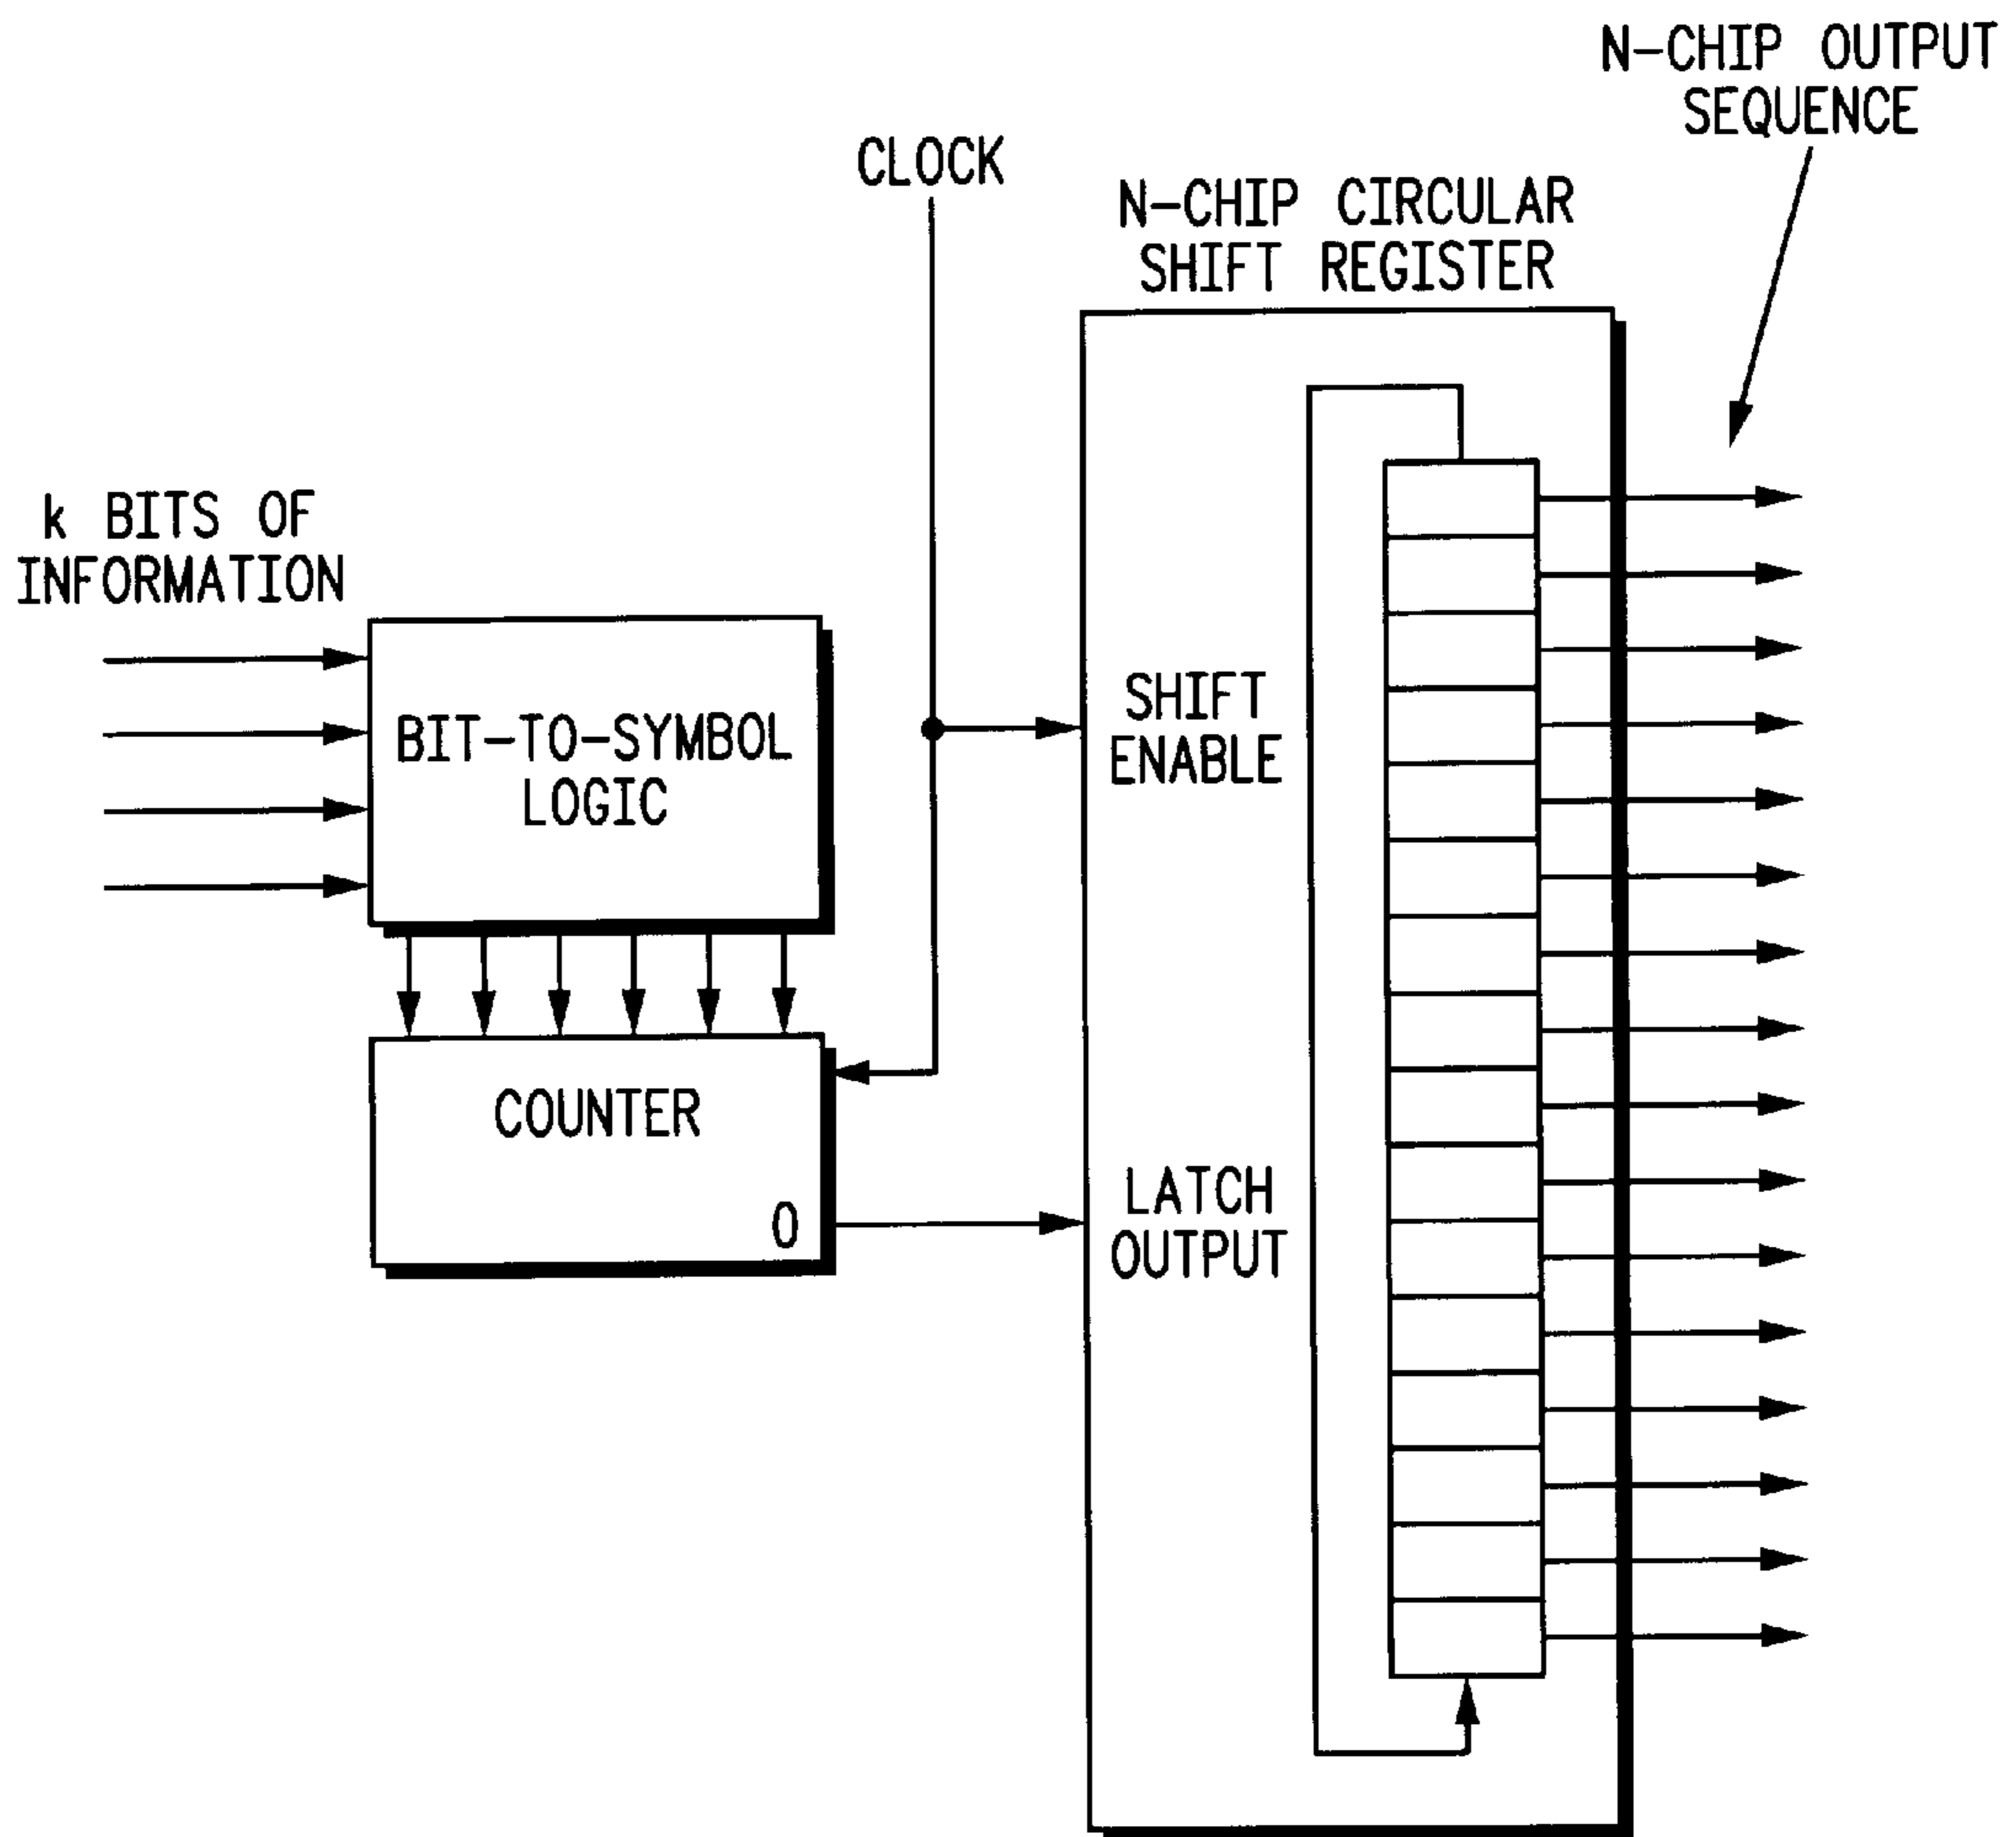 N-CHIP OUTPUT
SEQUENCE
CLOCK
N-CHIP CIRCULAR
SHIFT REGISTER
k BITS OF
INFORMATION
BIT-TO-SYMBOL
LOGIC
SHIFT
ENABLE
COUNTER
0
LATCH
OUTPUT